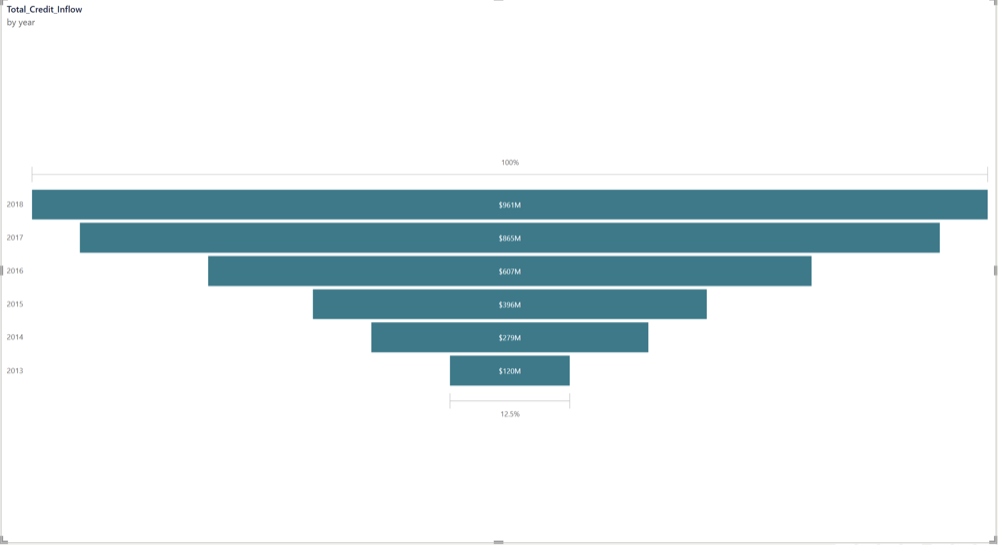 Total_Credit_Inflow
by year
100%
2018 $961M
2017 $865M
2016 $607M
2015 $396M
2014 $279M
2013 $120M
12.5%